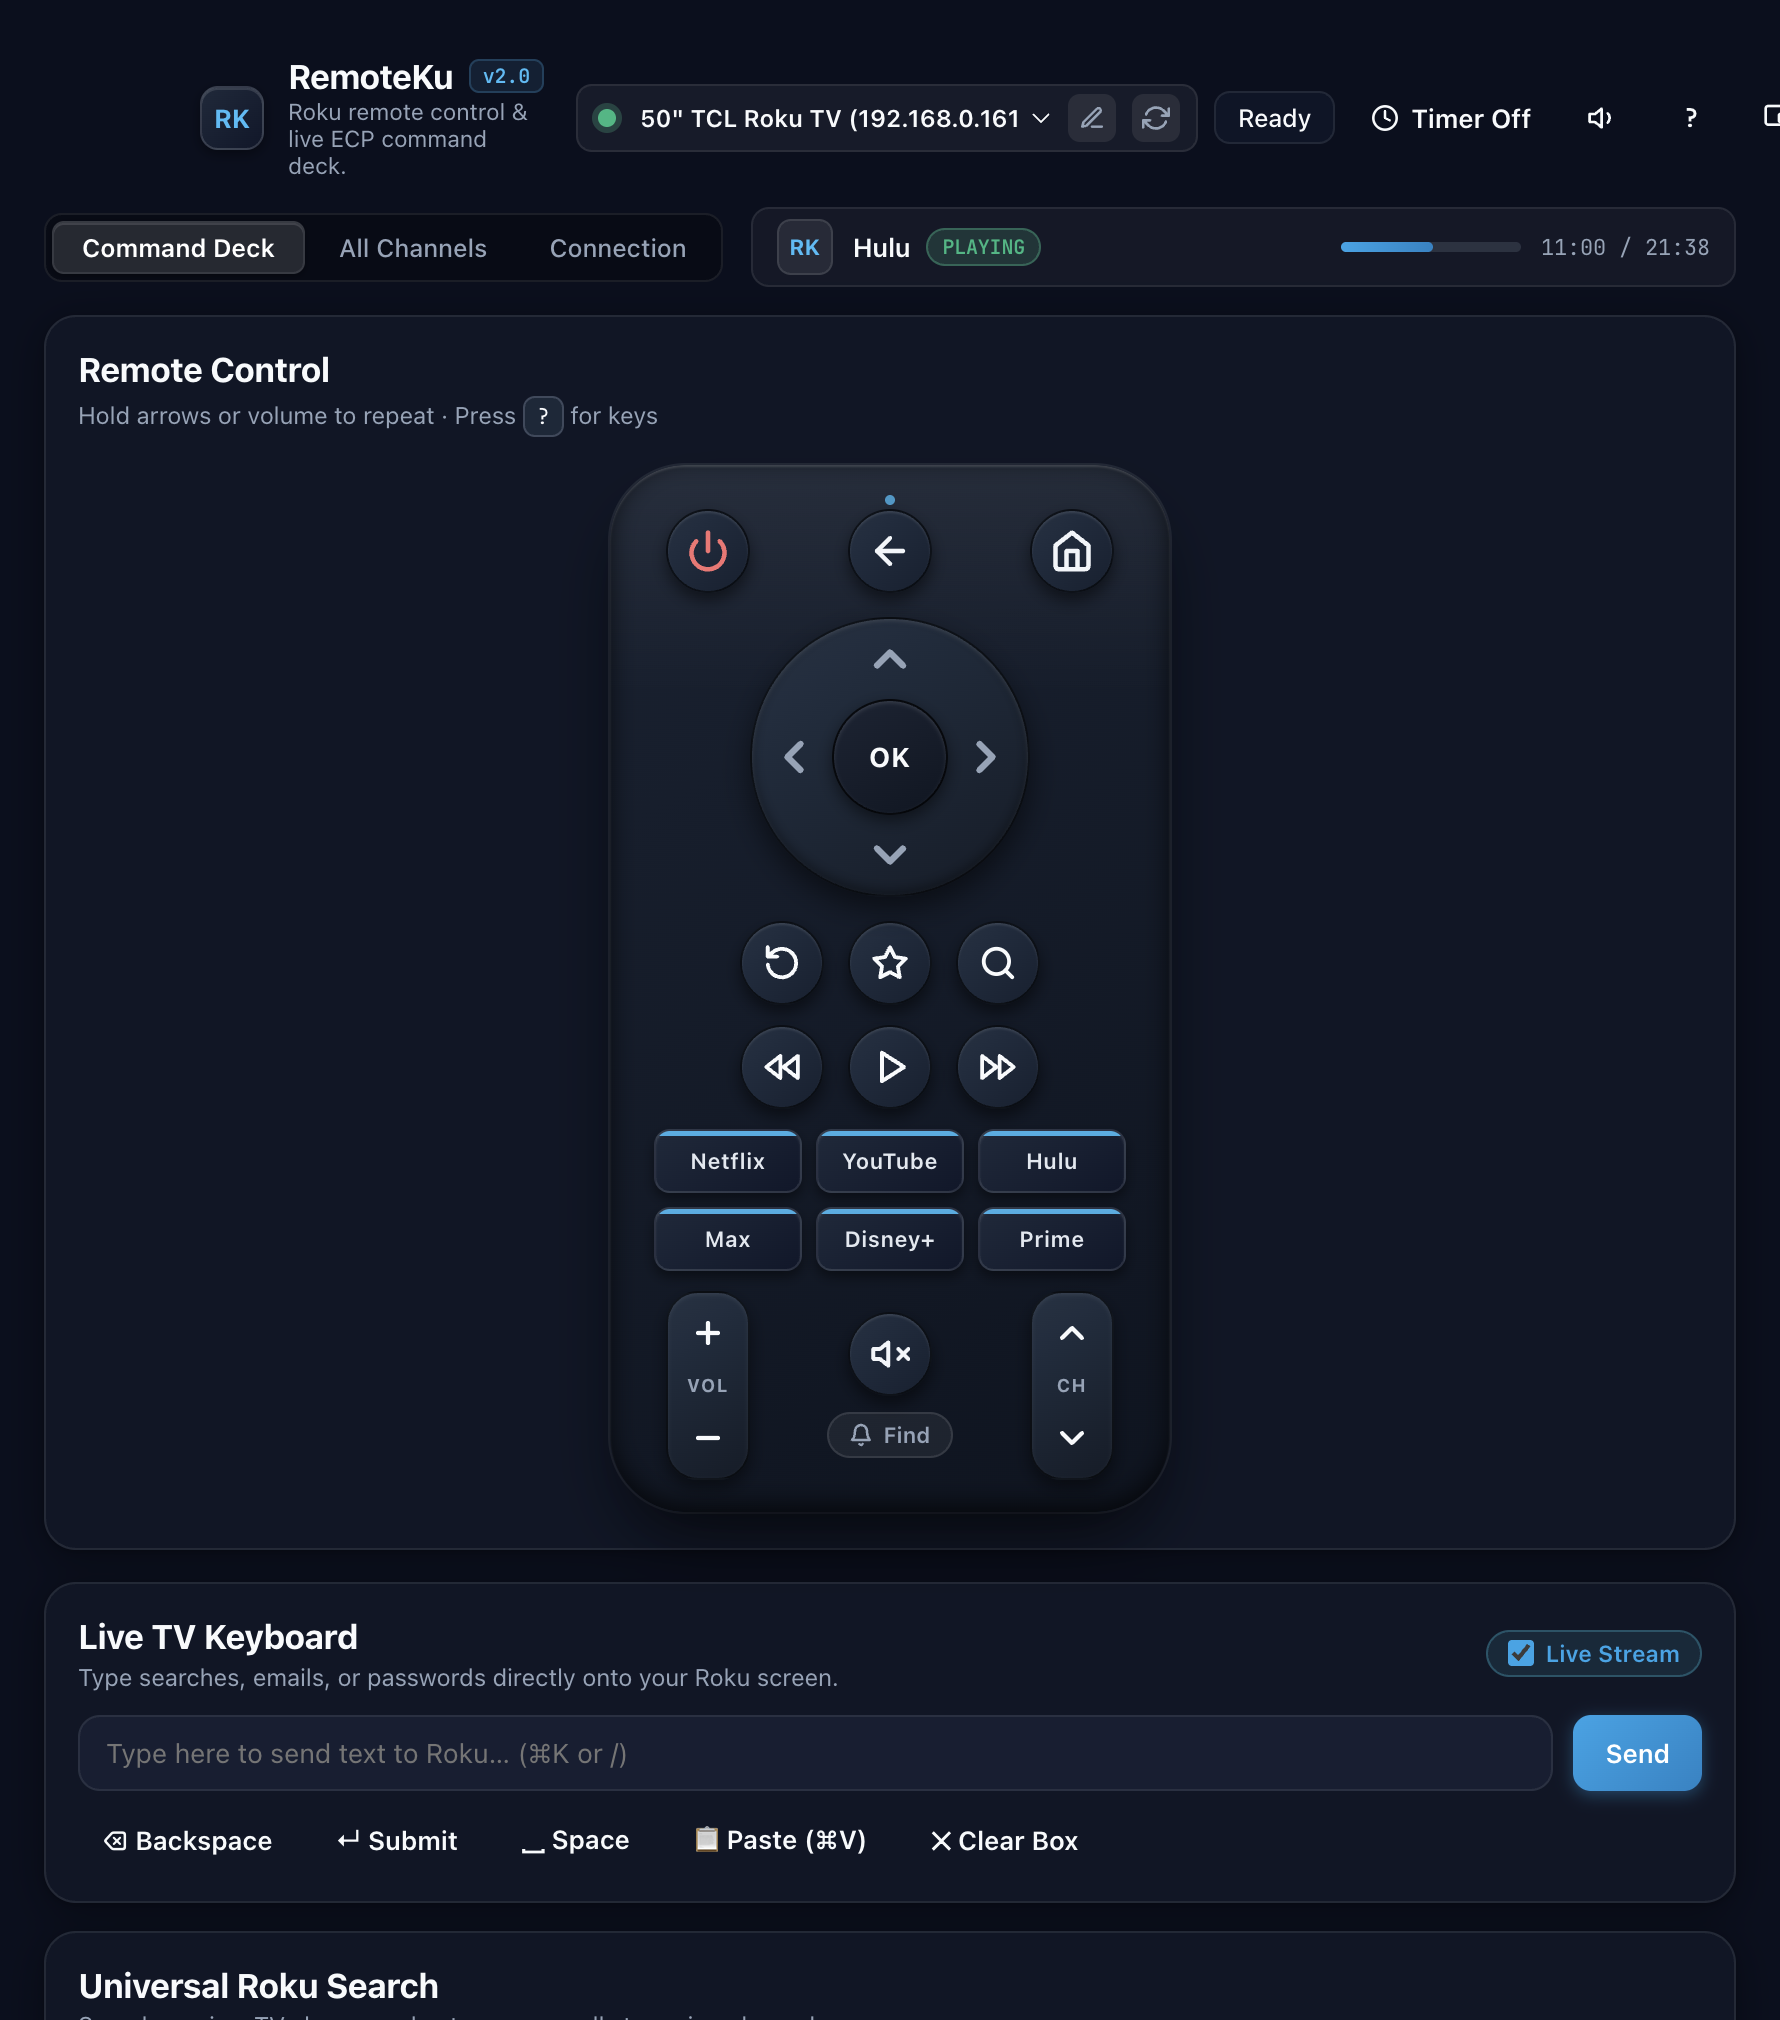 RemoteKu v2.0
RK
Roku remote control &
live ECP command
deck.
50" TCL Roku TV (192.168.0.161
Ready
Timer Off
?
Command Deck
All Channels
Connection
RK
Hulu
PLAYING
11:00 / 21:38
Remote Control
Hold arrows or volume to repeat · Press ? for keys
OK
Netflix
YouTube
Hulu
Max
Disney+
Prime
VOL
CH
Find
Live TV Keyboard
Type searches, emails, or passwords directly onto your Roku screen.
Live Stream
Type here to send text to Roku... (⌘K or /)
Send
Backspace
Submit
Space
Paste (⌘V)
Clear Box
Universal Roku Search